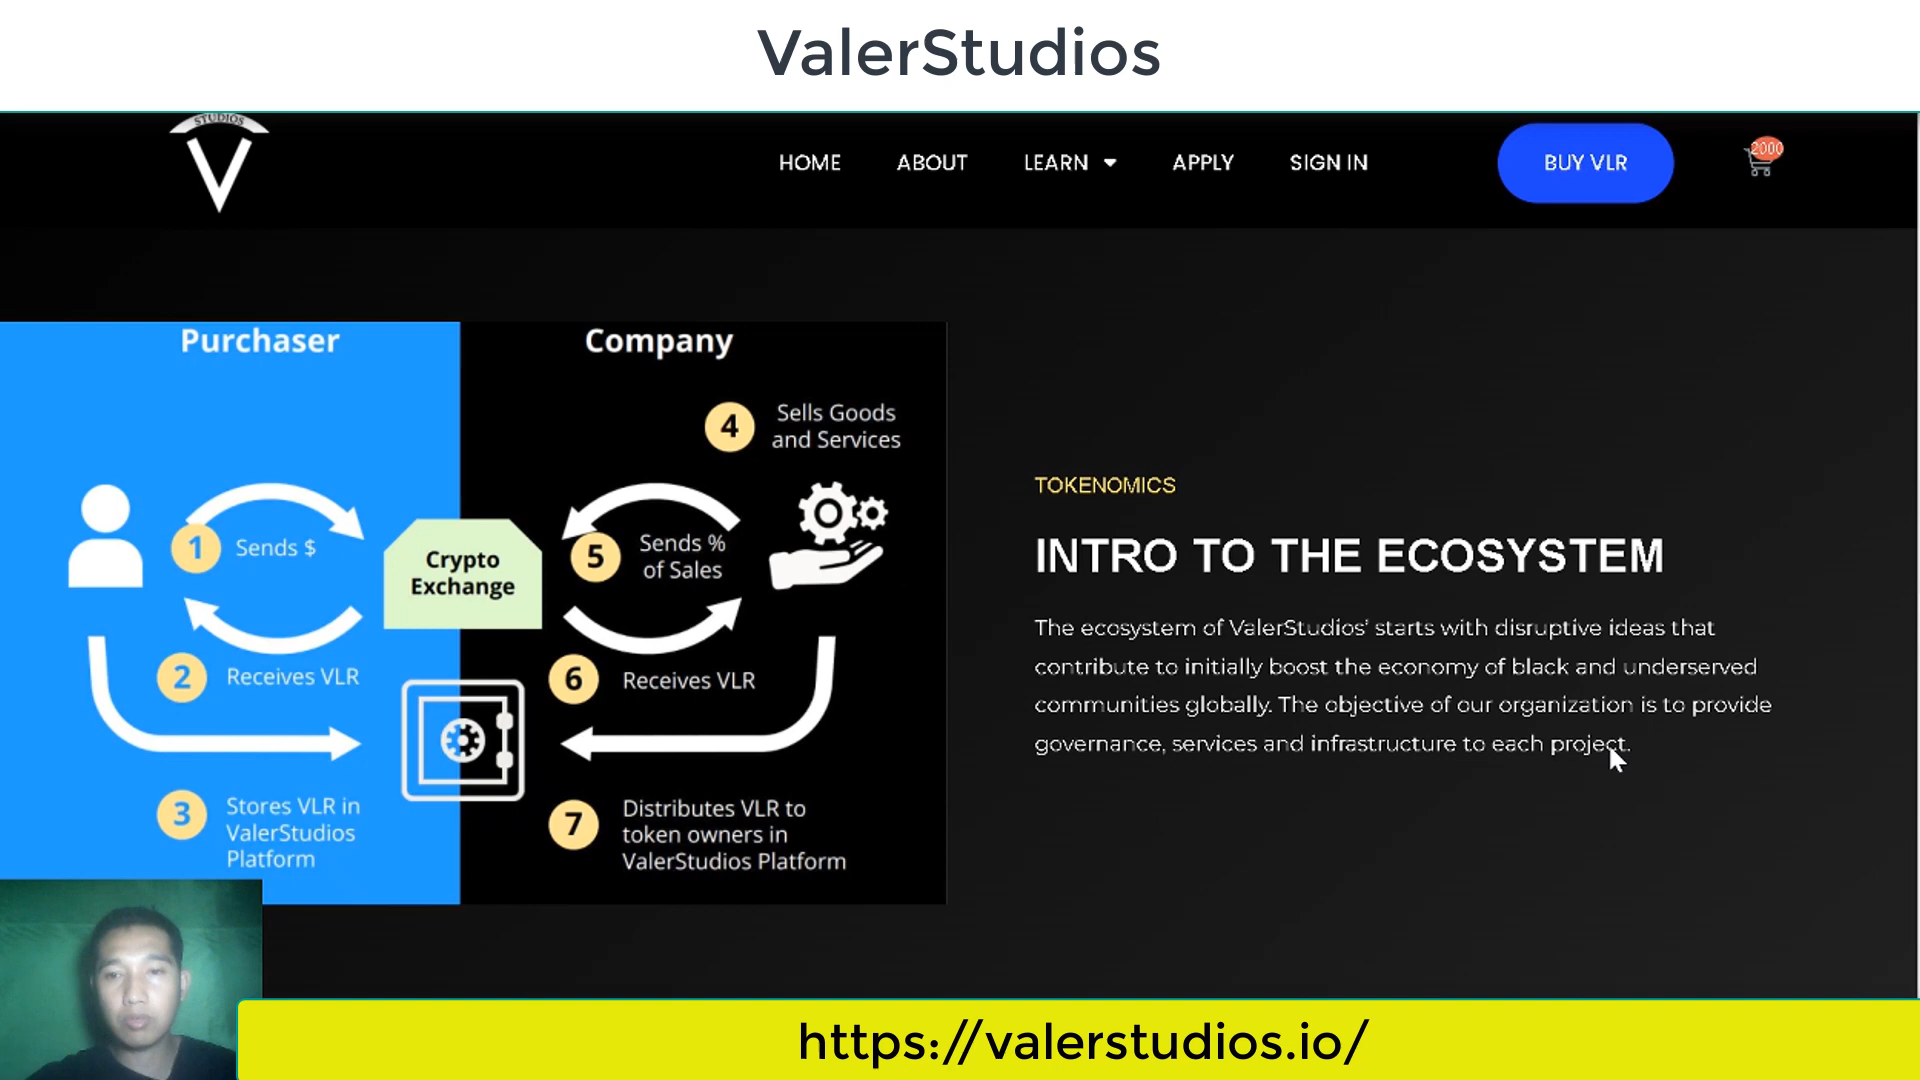 ValerStudios
STUDIOS
V
HOME
ABOUT
LEARN
APPLY
SIGN IN
BUY VLR
2000
Purchaser
Company
4
Sells Goods
and Services
1
Sends $
Crypto
Exchange
5
Sends %
of Sales
2
Receives VLR
6
Receives VLR
3
Stores VLR in
ValerStudios
Platform
7
Distributes VLR to
token owners in
ValerStudios Platform
TOKENOMICS
INTRO TO THE ECOSYSTEM
The ecosystem of ValerStudios' starts with disruptive ideas that
contribute to initially boost the economy of black and underserved
communities globally. The objective of our organization is to provide
governance, services and infrastructure to each project.
https://valerstudios.io/